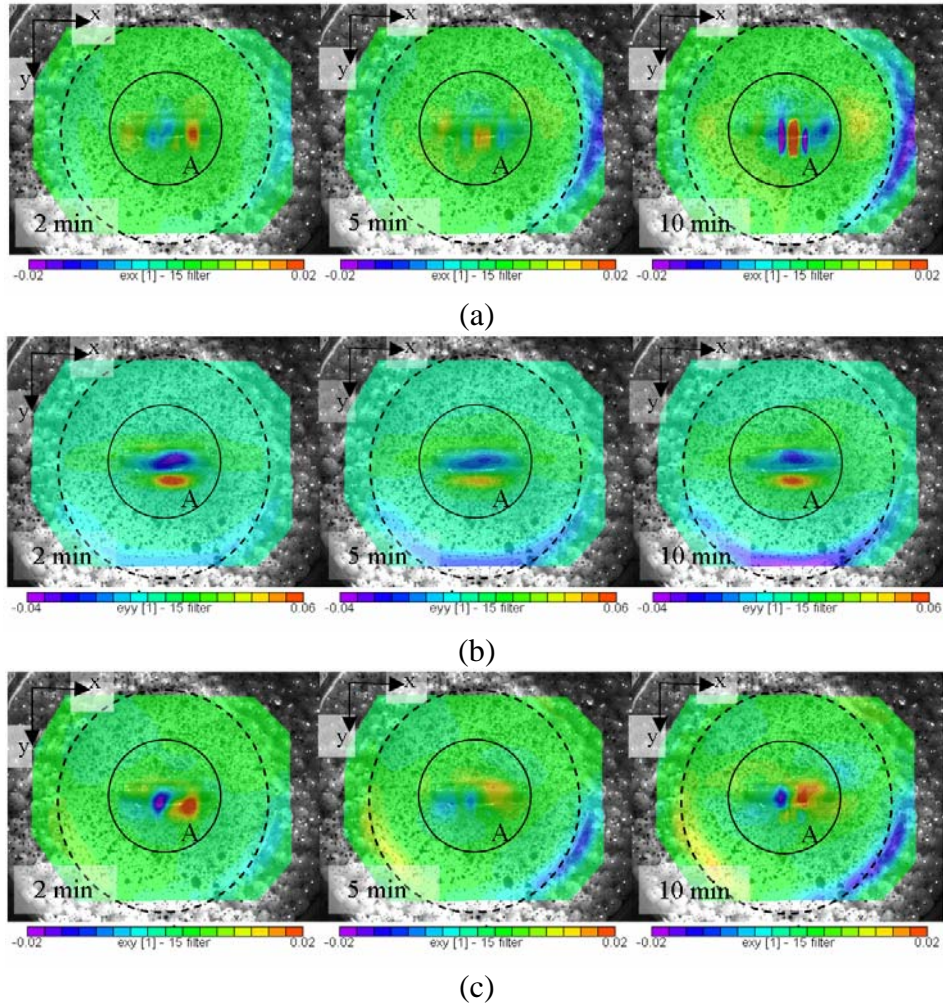 x x x
y y y
A A A
2 min 5 min 10 min
-0.02 0.02 -0.02 0.02 -0.02 0.02
exx [1] - 15 filter exx [1] - 15 filter exx [1] - 15 filter
(a)
x x x
y y y
A A A
2 min 5 min 10 min
-0.04 0.06 -0.04 0.06 -0.04 0.06
eyy [1] - 15 filter eyy [1] - 15 filter eyy [1] - 15 filter
(b)
x x x
y y y
A A A
2 min 5 min 10 min
-0.02 0.02 -0.02 0.02 -0.02 0.02
exy [1] - 15 filter exy [1] - 15 filter exy [1] - 15 filter
(c)